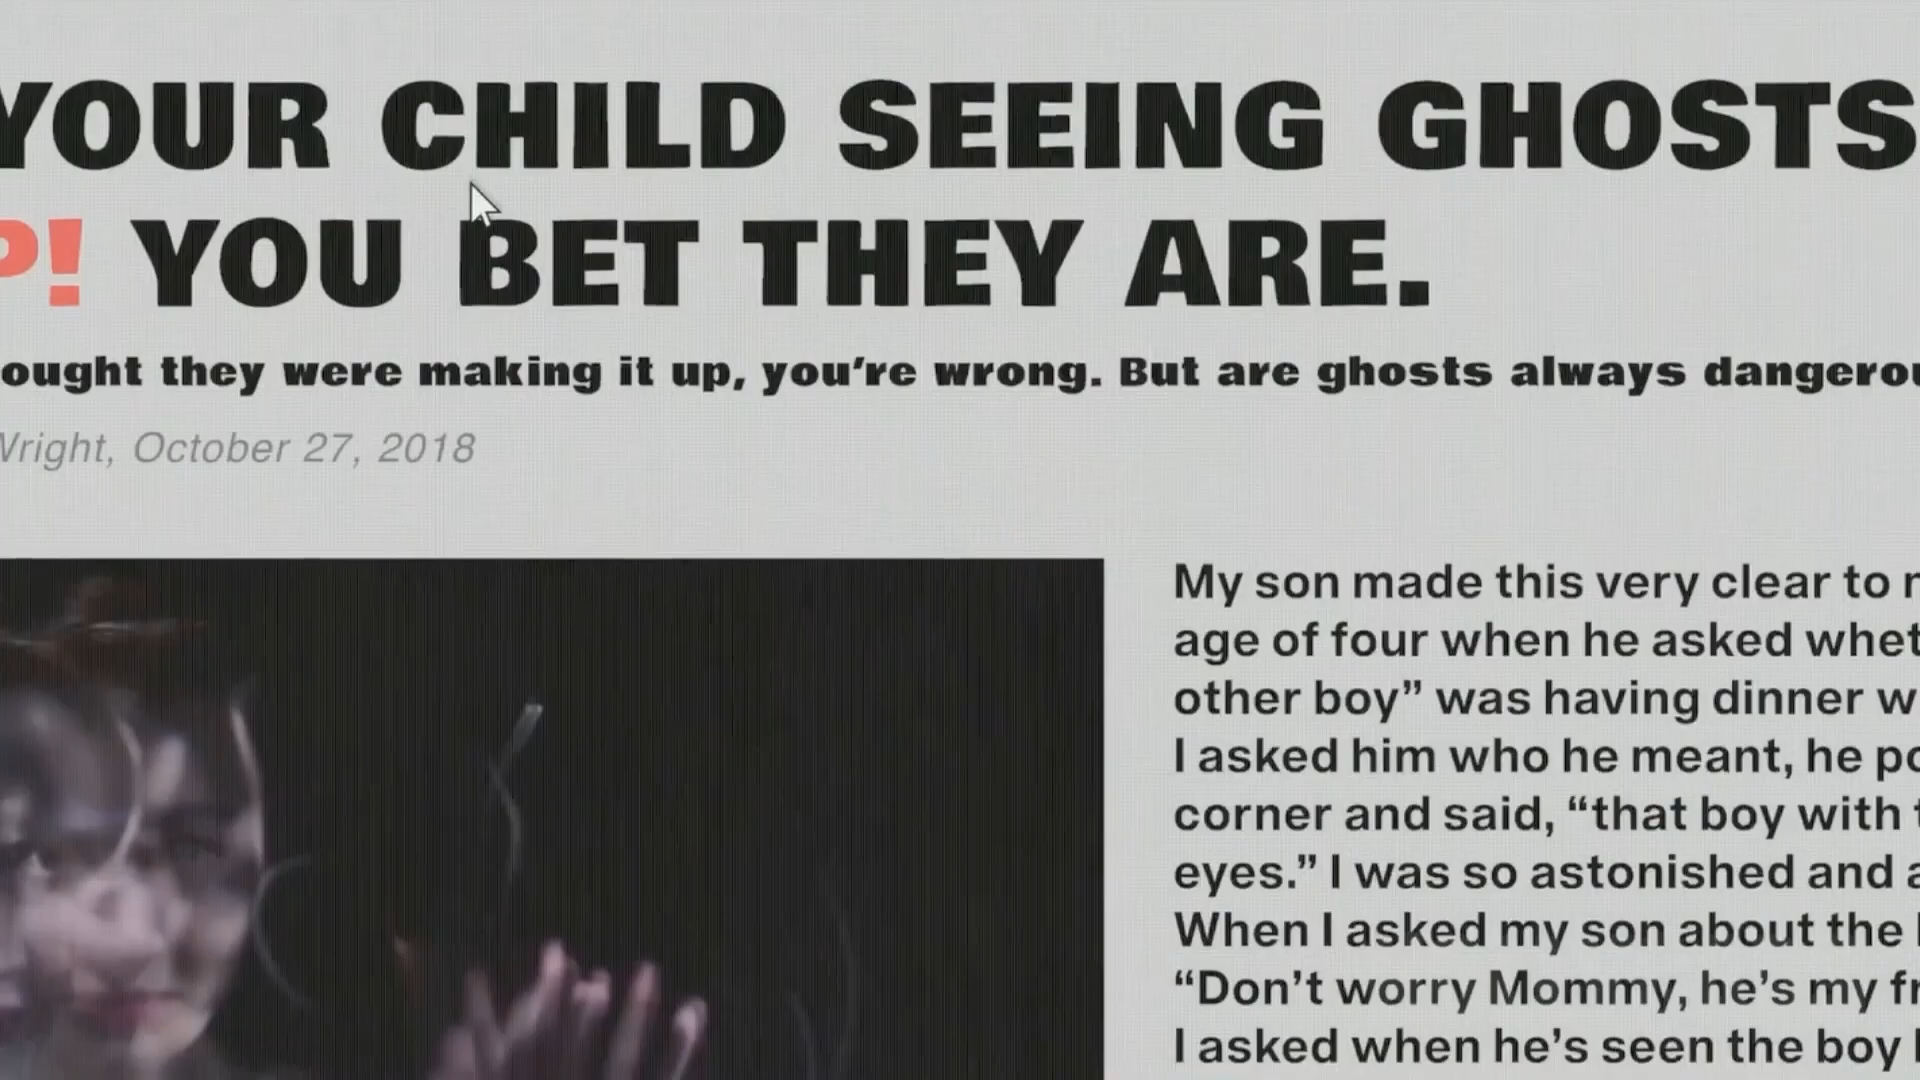 YOUR CHILD SEEING GHOSTS
P! YOU BET THEY ARE.
ought they were making it up, you're wrong. But are ghosts always dangerou
Wright, October 27, 2018
My son made this very clear to
age of four when he asked whet
other boy” was having dinner w
I asked him who he meant, he po
corner and said, “that boy with
eyes.” I was so astonished and a
When I asked my son about the
“Don’t worry Mommy, he’s my fr
I asked when he’s seen the boy